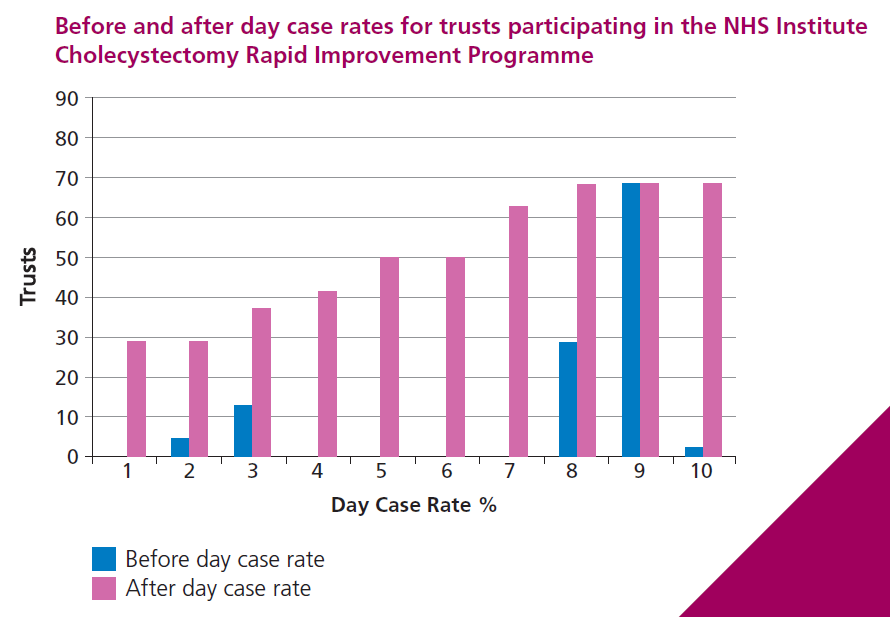 Before and after day case rates for trusts participating in the NHS Institute
Cholecystectomy Rapid Improvement Programme
90
80
70
60
50
40
30
20
10
0
Trusts
1 2 3 4 5 6 7 8 9 10
Day Case Rate %
Before day case rate
After day case rate